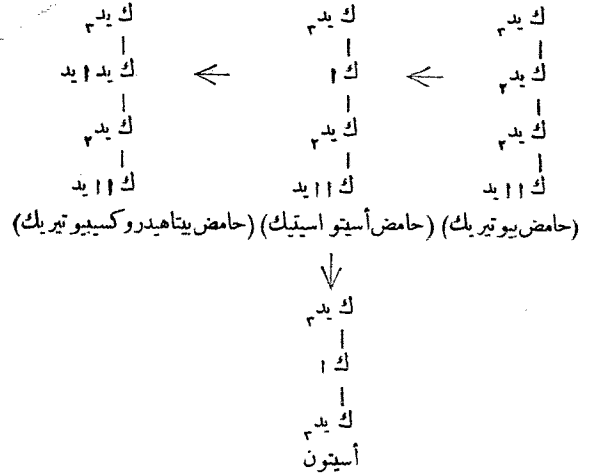 ك يد٣ ك يد٣ ك يد٣
ك يد٢ ← ك ا ← ك يد ا يد
ك يد٢ ك يد٢ ك يد٢
ك ا ا يد ك ا ا يد ك ا ا يد
(حامض بيوتيريك) (حامض أسيتو اسيتيك) (حامض بيتاهيدروكسيبيوتيريك)
↓
ك يد٣
ك ا
ك يد٣
أسيتون